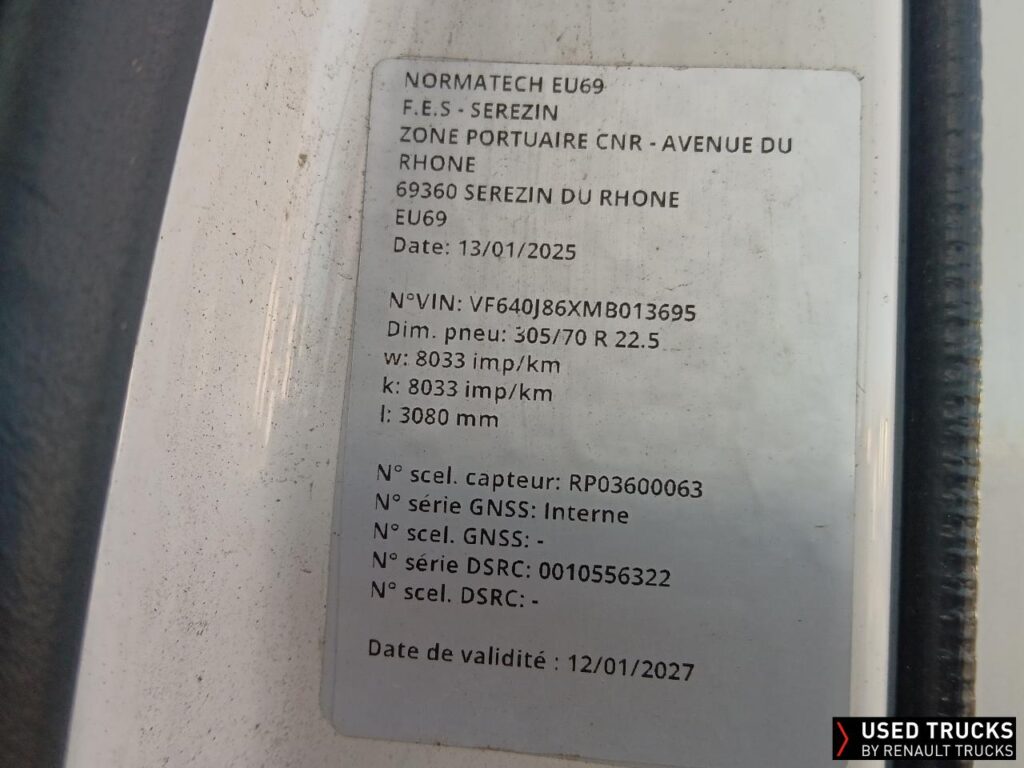 NORMATECH EU69
F.E.S - SEREZIN
ZONE PORTUAIRE CNR - AVENUE DU
RHONE
69360 SEREZIN DU RHONE
EU69
Date: 13/01/2025
N°VIN: VF640J86XMB013695
Dim. pneu: 305/70 R 22.5
w: 8033 imp/km
k: 8033 imp/km
l: 3080 mm
N° scel. capteur: RP03600063
N° série GNSS: Interne
N° scel. GNSS: -
N° série DSRC: 0010556322
N° scel. DSRC: -
Date de validité : 12/01/2027
USED TRUCKS
BY RENAULT TRUCKS